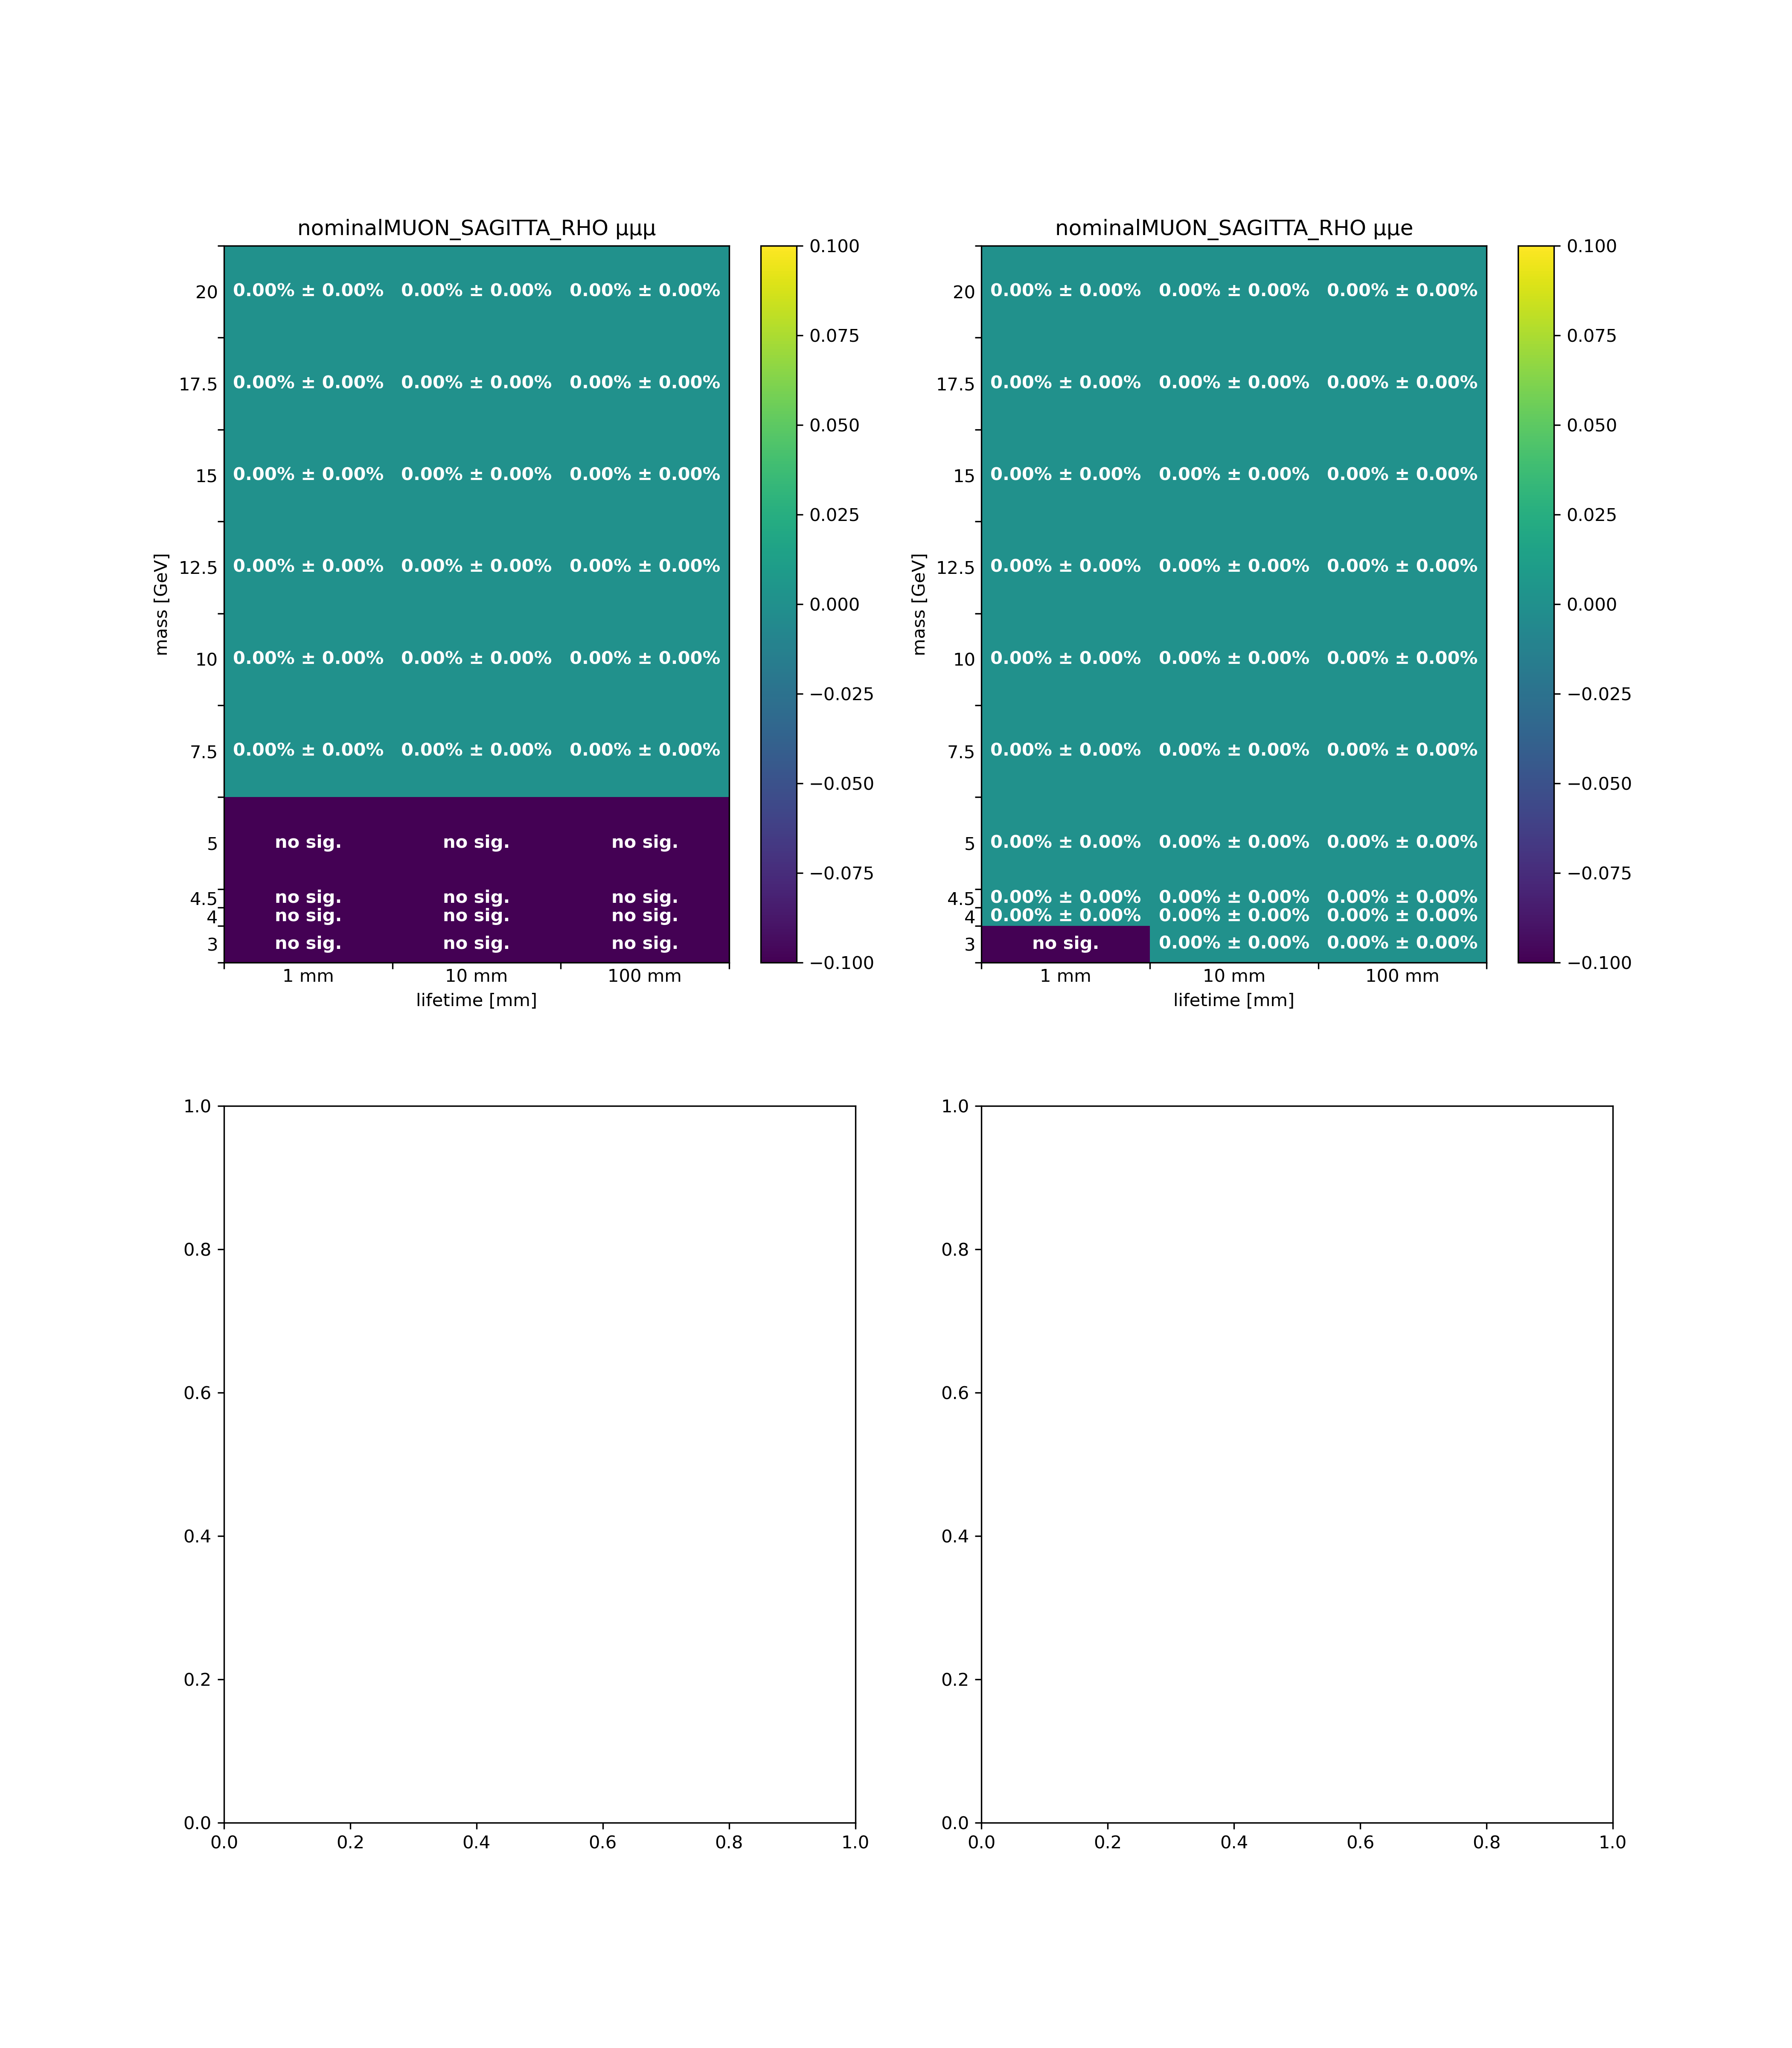 nominalMUON_SAGITTA_RHO μμμ
20 0.00% ± 0.00% 0.00% ± 0.00% 0.00% ± 0.00%
17.5 0.00% ± 0.00% 0.00% ± 0.00% 0.00% ± 0.00%
15 0.00% ± 0.00% 0.00% ± 0.00% 0.00% ± 0.00%
12.5 0.00% ± 0.00% 0.00% ± 0.00% 0.00% ± 0.00%
10 0.00% ± 0.00% 0.00% ± 0.00% 0.00% ± 0.00%
7.5 0.00% ± 0.00% 0.00% ± 0.00% 0.00% ± 0.00%
5 no sig. no sig. no sig.
4.5 no sig. no sig. no sig.
4 no sig. no sig. no sig.
3 no sig. no sig. no sig.
1 mm 10 mm 100 mm
lifetime [mm]
mass [GeV]
0.100
0.075
0.050
0.025
0.000
−0.025
−0.050
−0.075
−0.100
nominalMUON_SAGITTA_RHO μμe
20 0.00% ± 0.00% 0.00% ± 0.00% 0.00% ± 0.00%
17.5 0.00% ± 0.00% 0.00% ± 0.00% 0.00% ± 0.00%
15 0.00% ± 0.00% 0.00% ± 0.00% 0.00% ± 0.00%
12.5 0.00% ± 0.00% 0.00% ± 0.00% 0.00% ± 0.00%
10 0.00% ± 0.00% 0.00% ± 0.00% 0.00% ± 0.00%
7.5 0.00% ± 0.00% 0.00% ± 0.00% 0.00% ± 0.00%
5 0.00% ± 0.00% 0.00% ± 0.00% 0.00% ± 0.00%
4.5 0.00% ± 0.00% 0.00% ± 0.00% 0.00% ± 0.00%
4 0.00% ± 0.00% 0.00% ± 0.00% 0.00% ± 0.00%
3 no sig. 0.00% ± 0.00% 0.00% ± 0.00%
1 mm 10 mm 100 mm
lifetime [mm]
mass [GeV]
0.100
0.075
0.050
0.025
0.000
−0.025
−0.050
−0.075
−0.100
1.0
0.8
0.6
0.4
0.2
0.0
0.0 0.2 0.4 0.6 0.8 1.0
1.0
0.8
0.6
0.4
0.2
0.0
0.0 0.2 0.4 0.6 0.8 1.0